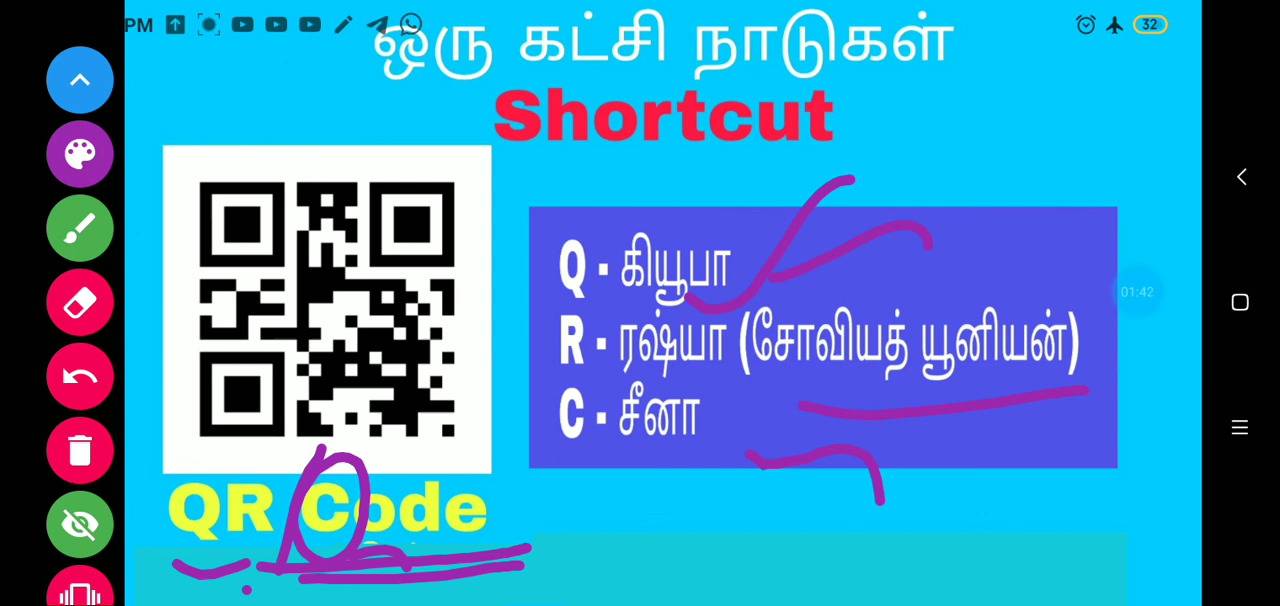 PM
32
ஒரு கட்சி நாடுகள்
Shortcut
Q - கியூபா
R - ரஷ்யா (சோவியத் யூனியன்)
C - சீனா
01:42
QR Code